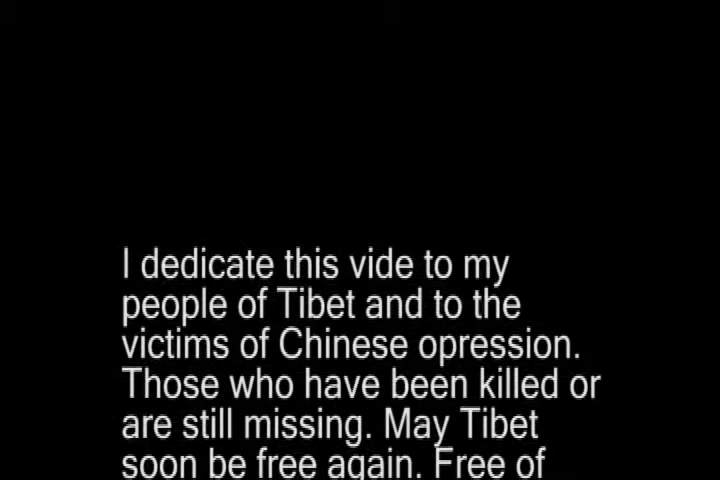 I dedicate this vide to my
people of Tibet and to the
victims of Chinese opression.
Those who have been killed or
are still missing. May Tibet
soon be free again. Free of